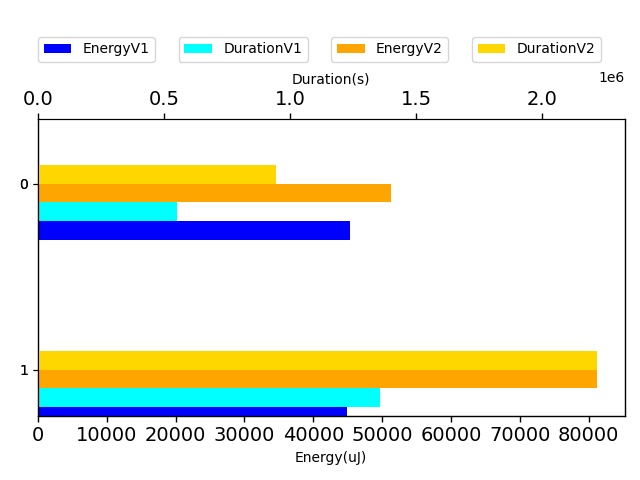 EnergyV1 DurationV1 EnergyV2 DurationV2
Duration(s)
1e6
0.0 0.5 1.0 1.5 2.0
0
1
0 10000 20000 30000 40000 50000 60000 70000 80000
Energy(uJ)